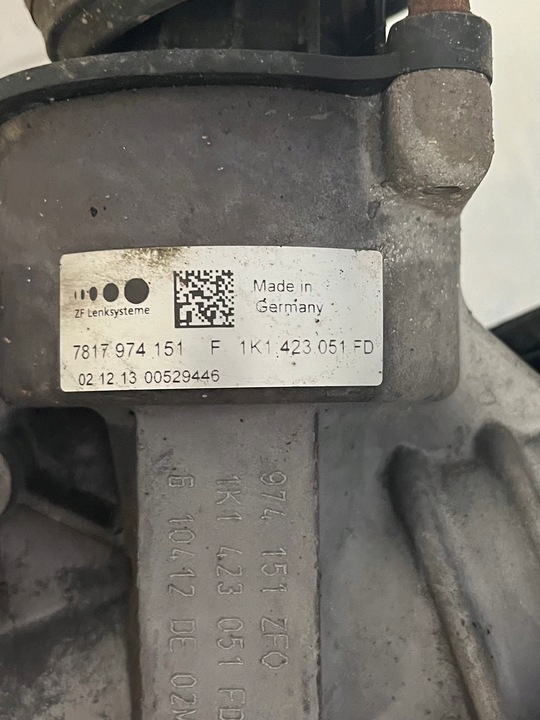 ZF Lenksysteme
Made in
Germany
7817 974 151 F 1K1 423 051 FD
02 12 13 00529446
974 151 ZF0
1K1 423 051 FD
10412 DE 02